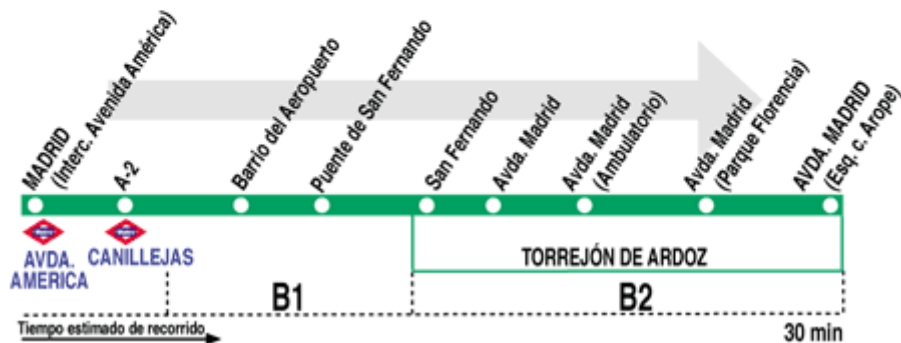 MADRID
(Interc. Avenida América)
A-2
Barrio del Aeropuerto
Puente de San Fernando
San Fernando
Avda. Madrid
Avda. Madrid
(Ambulatorio)
Avda. Madrid
(Parque Florencia)
AVDA. MADRID
(Esq. c. Arope)
AVDA.
AMERICA
CANILLEJAS
TORREJÓN DE ARDOZ
B1
B2
Tiempo estimado de recorrido
30 min